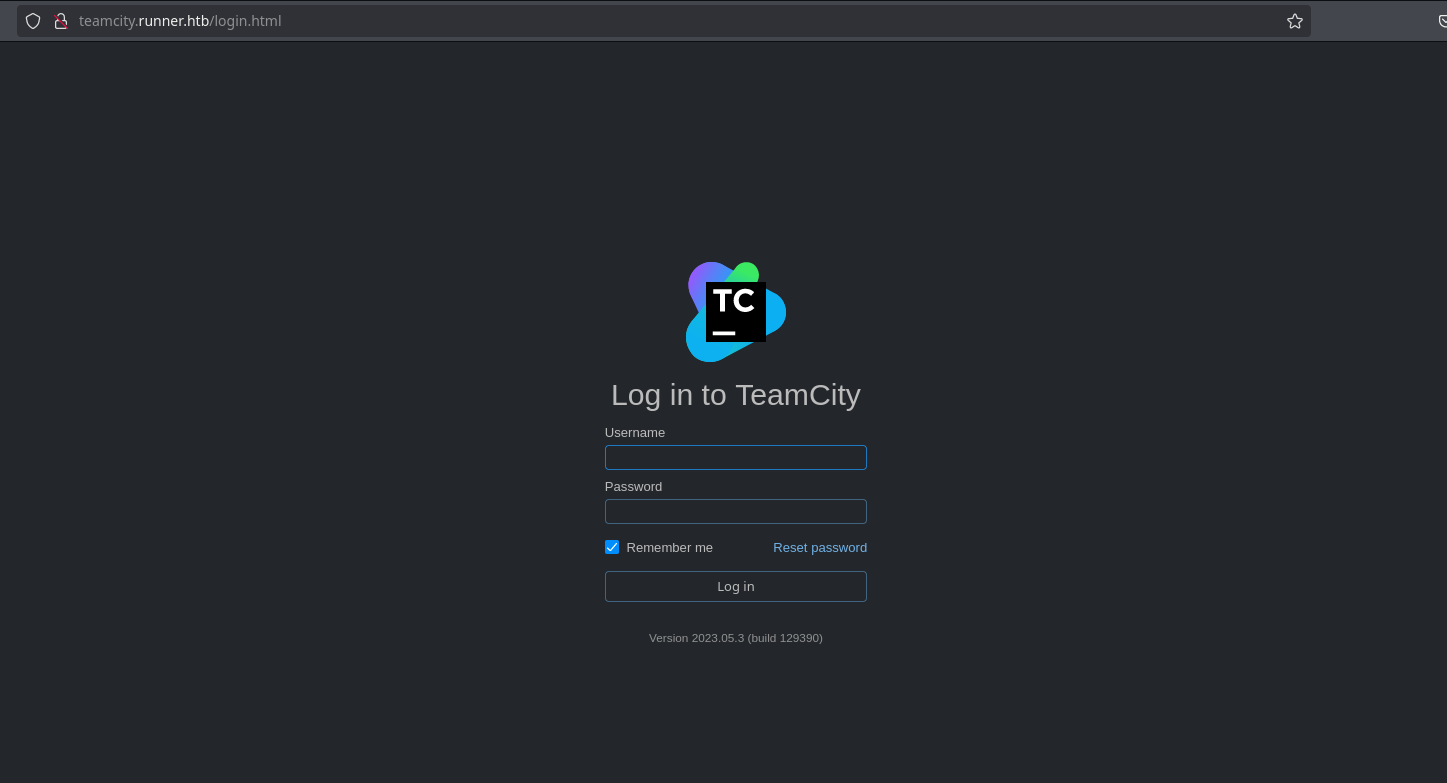 teamcity.runner.htb/login.html
TC
Log in to TeamCity
Username
Password
Remember me Reset password
Log in
Version 2023.05.3 (build 129390)